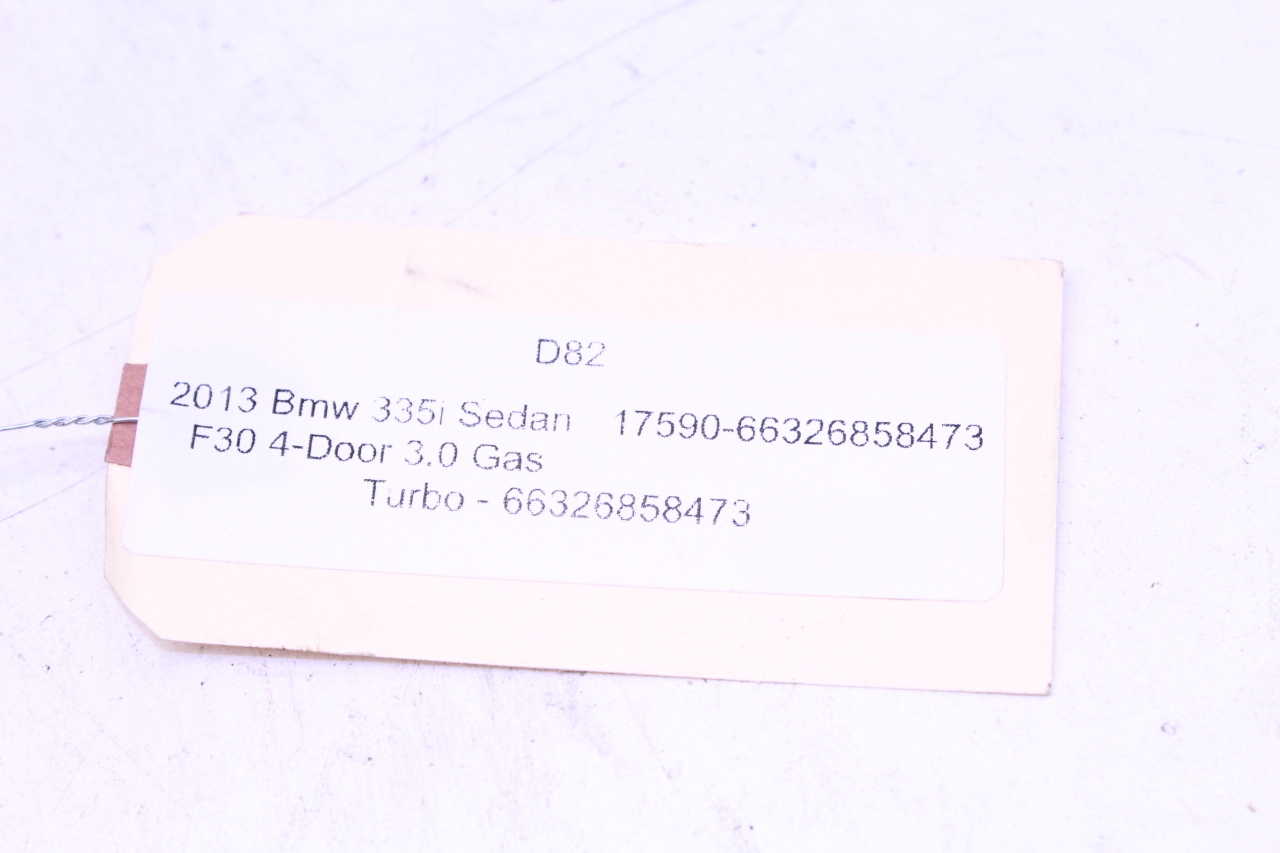 D82
2013 Bmw 335i Sedan 17590-66326858473
F30 4-Door 3.0 Gas
Turbo - 66326858473